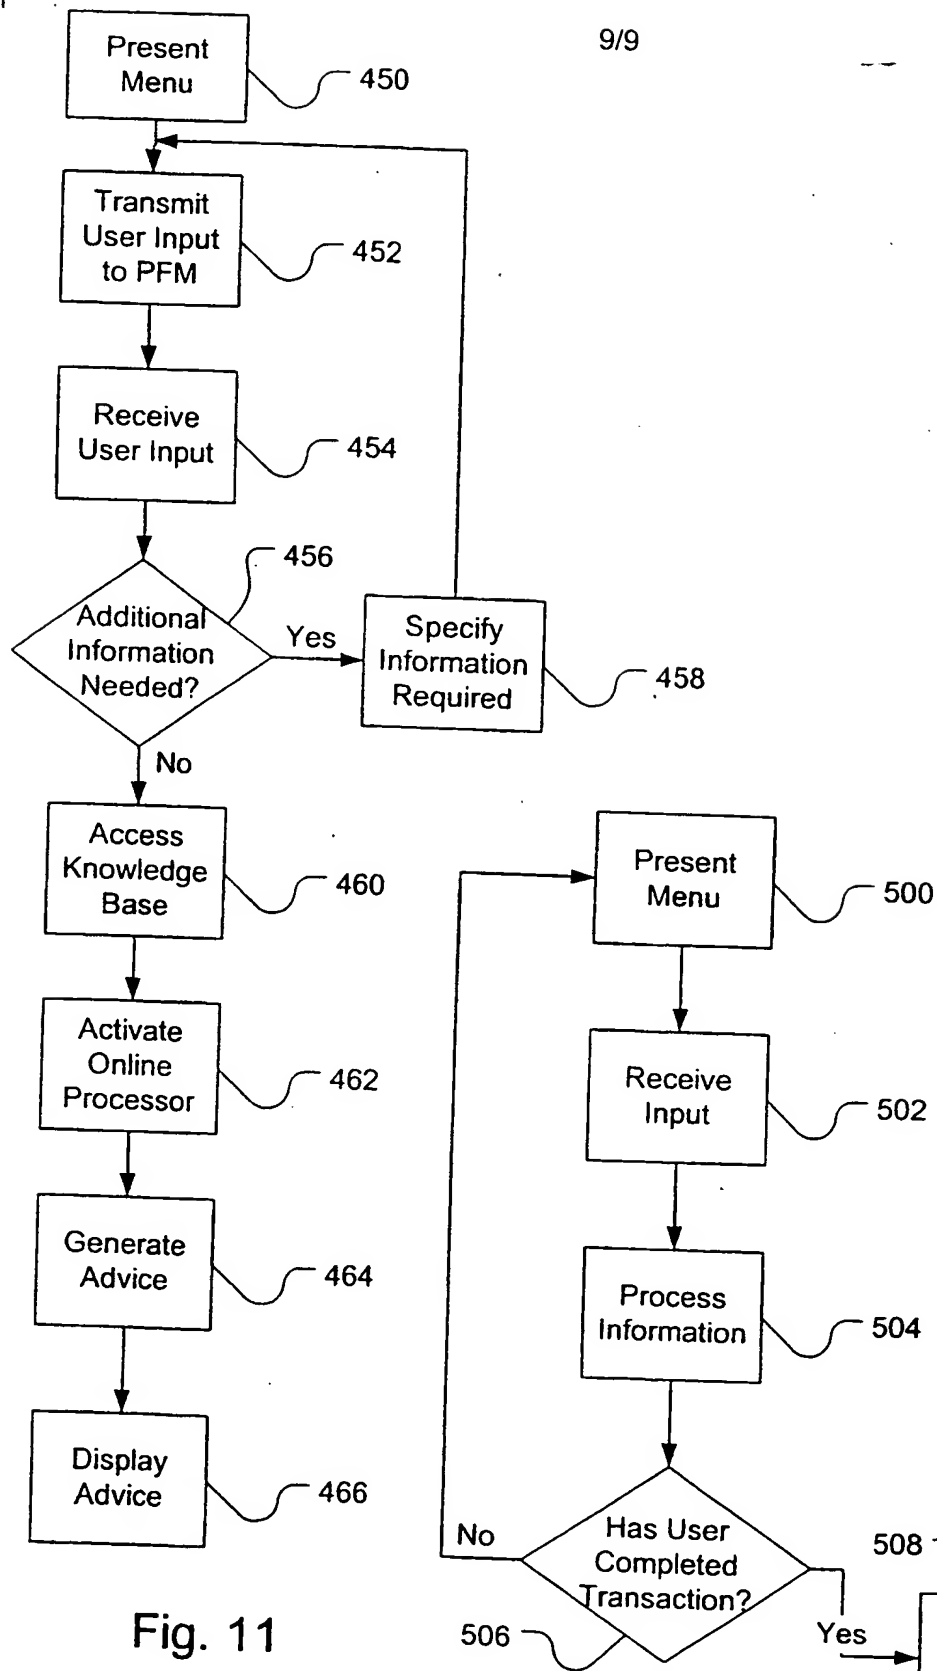 9/9
Present
Menu
450
Transmit
User Input
to PFM
452
Receive
User Input
454
456
Additional
Information
Needed?
Yes
Specify
Information
Required
458
No
Access
Knowledge
Base
460
Activate
Online
Processor
462
Generate
Advice
464
Display
Advice
466
Fig. 11
Present
Menu
500
Receive
Input
502
Process
Information
504
Has User
Completed
Transaction?
No
506
Yes
508